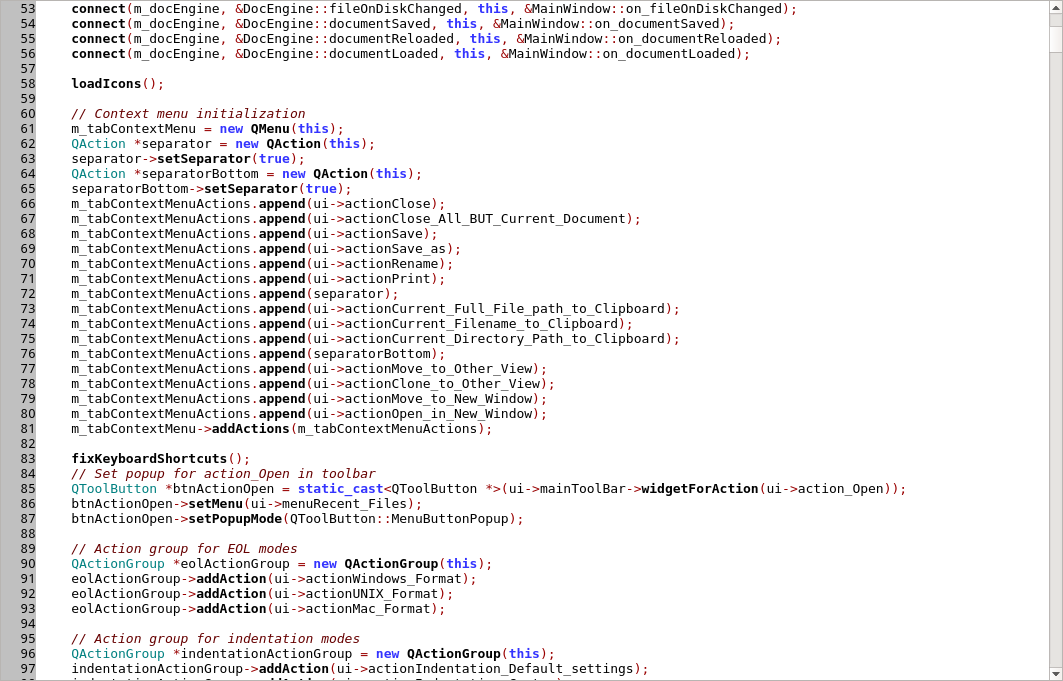 53 connect(m_docEngine, &DocEngine::fileOnDiskChanged, this, &MainWindow::on_fileOnDiskChanged);
54 connect(m_docEngine, &DocEngine::documentSaved, this, &MainWindow::on_documentSaved);
55 connect(m_docEngine, &DocEngine::documentReloaded, this, &MainWindow::on_documentReloaded);
56 connect(m_docEngine, &DocEngine::documentLoaded, this, &MainWindow::on_documentLoaded);
57
58 loadIcons();
59
60 // Context menu initialization
61 m_tabContextMenu = new QMenu(this);
62 QAction *separator = new QAction(this);
63 separator->setSeparator(true);
64 QAction *separatorBottom = new QAction(this);
65 separatorBottom->setSeparator(true);
66 m_tabContextMenuActions.append(ui->actionClose);
67 m_tabContextMenuActions.append(ui->actionClose_All_BUT_Current_Document);
68 m_tabContextMenuActions.append(ui->actionSave);
69 m_tabContextMenuActions.append(ui->actionSave_as);
70 m_tabContextMenuActions.append(ui->actionRename);
71 m_tabContextMenuActions.append(ui->actionPrint);
72 m_tabContextMenuActions.append(separator);
73 m_tabContextMenuActions.append(ui->actionCurrent_Full_File_path_to_Clipboard);
74 m_tabContextMenuActions.append(ui->actionCurrent_Filename_to_Clipboard);
75 m_tabContextMenuActions.append(ui->actionCurrent_Directory_Path_to_Clipboard);
76 m_tabContextMenuActions.append(separatorBottom);
77 m_tabContextMenuActions.append(ui->actionMove_to_Other_View);
78 m_tabContextMenuActions.append(ui->actionClone_to_Other_View);
79 m_tabContextMenuActions.append(ui->actionMove_to_New_Window);
80 m_tabContextMenuActions.append(ui->actionOpen_in_New_Window);
81 m_tabContextMenu->addActions(m_tabContextMenuActions);
82
83 fixKeyboardShortcuts();
84 // Set popup for action_Open in toolbar
85 QToolButton *btnActionOpen = static_cast<QToolButton *>(ui->mainToolBar->widgetForAction(ui->action_Open));
86 btnActionOpen->setMenu(ui->menuRecent_Files);
87 btnActionOpen->setPopupMode(QToolButton::MenuButtonPopup);
88
89 // Action group for EOL modes
90 QActionGroup *eolActionGroup = new QActionGroup(this);
91 eolActionGroup->addAction(ui->actionWindows_Format);
92 eolActionGroup->addAction(ui->actionUNIX_Format);
93 eolActionGroup->addAction(ui->actionMac_Format);
94
95 // Action group for indentation modes
96 QActionGroup *indentationActionGroup = new QActionGroup(this);
97 indentationActionGroup->addAction(ui->actionIndentation_Default_settings);